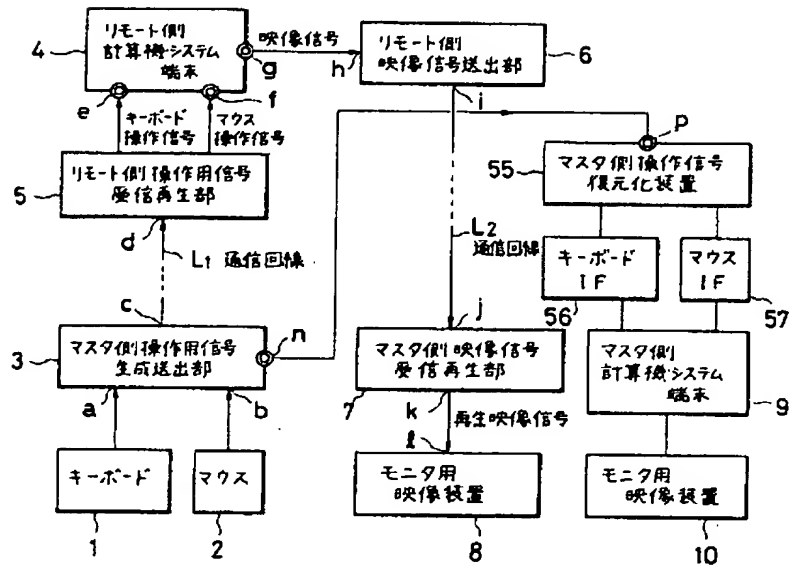 リモート側
計算機システム
端末
4
e
f
g
映像信号
h
リモート側
映像信号送出部
6
i
キーボード
操作信号
マウス
操作信号
リモート側操作用信号
受信再生部
5
d
L1 通信回線
c
マスタ側操作用信号
生成送出部
3
n
a
b
キーボード
1
マウス
2
L2
通信回線
j
マスタ側映像信号
受信再生部
7
k
再生映像信号
l
モニタ用
映像装置
8
p
マスタ側操作信号
復元化装置
55
キーボード
IF
56
マウス
IF
57
マスタ側
計算機システム
端末
9
モニタ用
映像装置
10